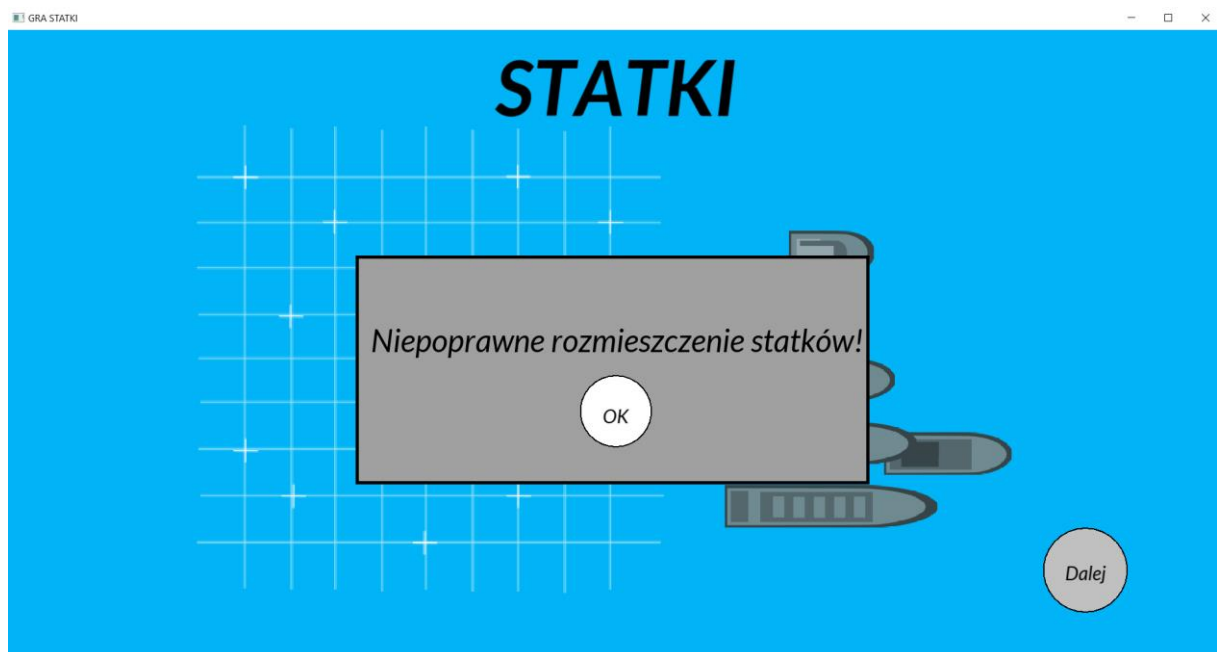 GRA STATKI
STATKI
Niepoprawne rozmieszczenie statków!
OK
Dalej